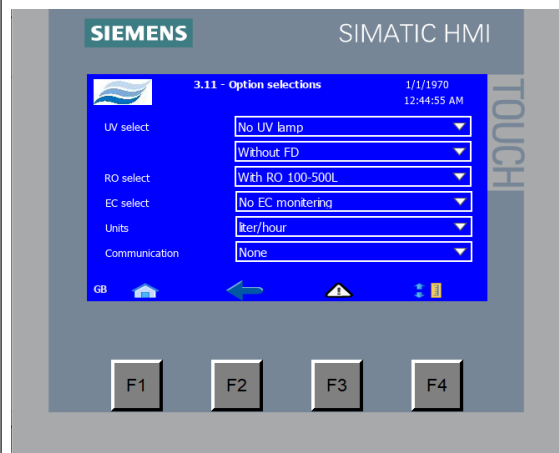 SIEMENS
SIMATIC HMI
TOUCH
3.11 - Option selections
1/1/1970
12:44:55 AM
UV select
No UV lamp
Without FD
RO select
With RO 100-500L
EC select
No EC monitering
Units
liter/hour
Communication
None
GB
F1
F2
F3
F4